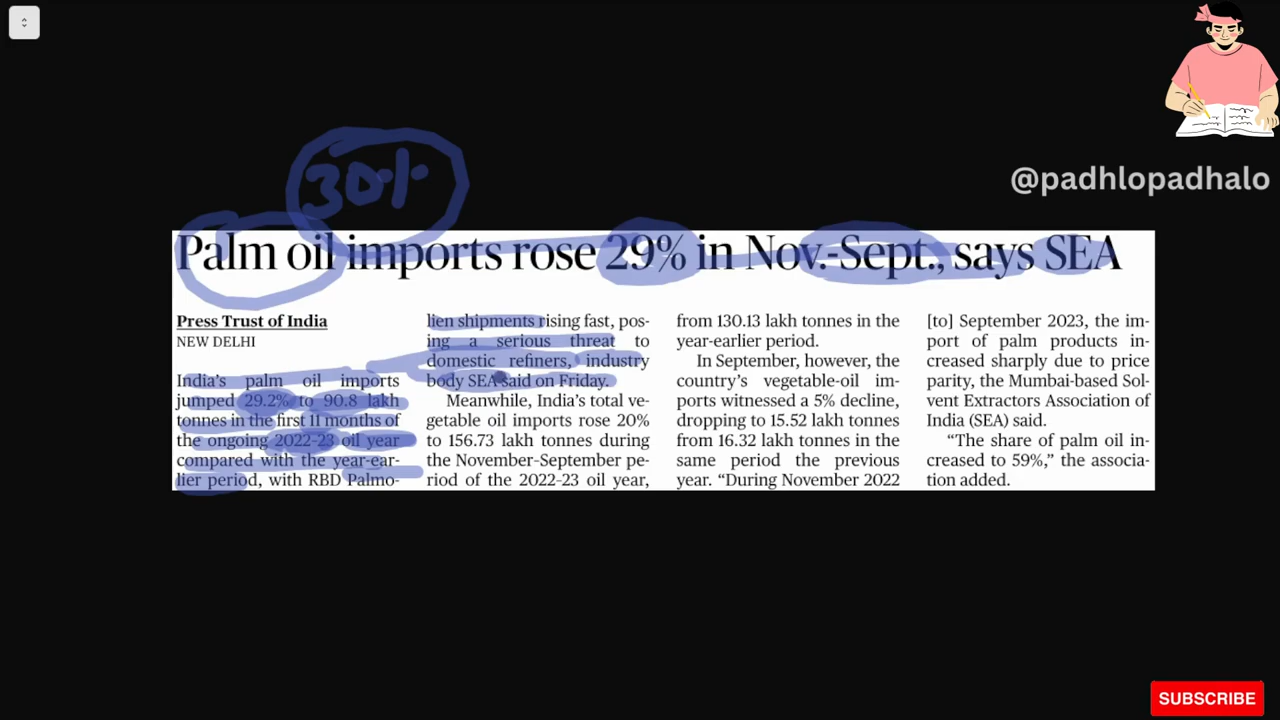 30%
@padhlopadhalo
Palm oil imports rose 29% in Nov.-Sept., says SEA
Press Trust of India
NEW DELHI
India's palm oil imports
jumped 29.2% to 90.8 lakh
tonnes in the first 11 months of
the ongoing 2022-23 oil year
compared with the year-ear-
lier period, with RBD Palmo-
lien shipments rising fast, pos-
ing a serious threat to
domestic refiners, industry
body SEA said on Friday.
Meanwhile, India's total ve-
getable oil imports rose 20%
to 156.73 lakh tonnes during
the November–September pe-
riod of the 2022-23 oil year,
from 130.13 lakh tonnes in the
year-earlier period.
In September, however, the
country's vegetable-oil im-
ports witnessed a 5% decline,
dropping to 15.52 lakh tonnes
from 16.32 lakh tonnes in the
same period the previous
year. “During November 2022
[to] September 2023, the im-
port of palm products in-
creased sharply due to price
parity, the Mumbai-based Sol-
vent Extractors Association of
India (SEA) said.
“The share of palm oil in-
creased to 59%,” the associa-
tion added.
SUBSCRIBE